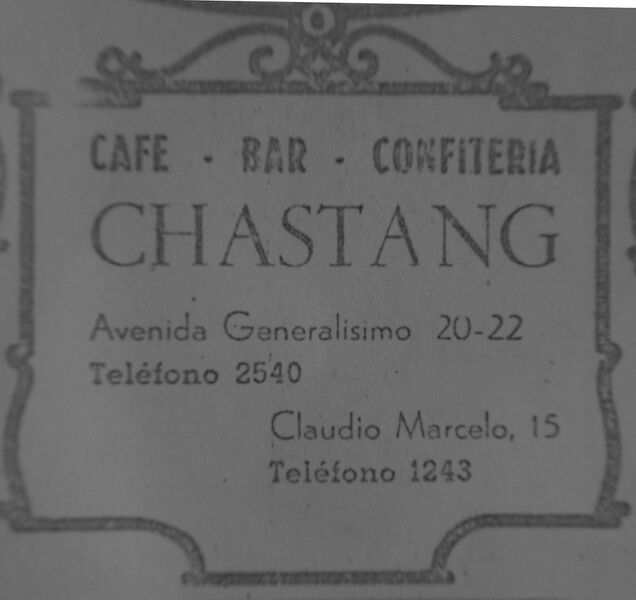 CAFE - BAR - CONFITERIA
CHASTANG
Avenida Generalisimo 20-22
Teléfono 2540
Claudio Marcelo, 15
Teléfono 1243